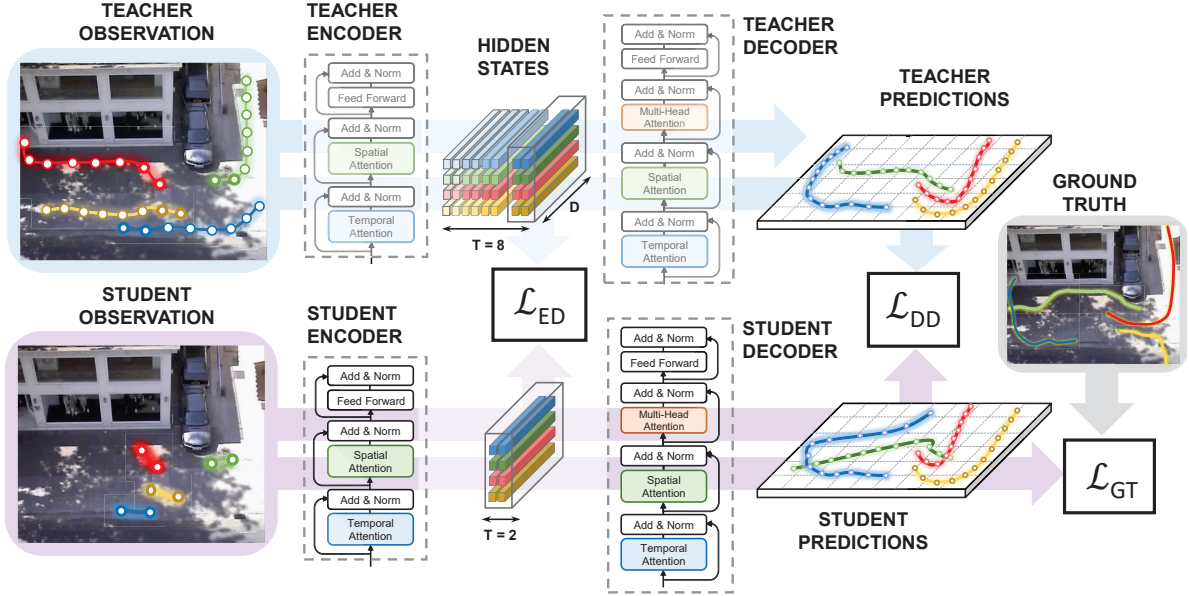 TEACHER
OBSERVATION
TEACHER
ENCODER
Add & Norm
Feed Forward
Add & Norm
Spatial
Attention
Add & Norm
Temporal
Attention
HIDDEN
STATES
D
T = 8
Add & Norm
Feed Forward
Add & Norm
Multi-Head
Attention
Add & Norm
Spatial
Attention
Add & Norm
Temporal
Attention
TEACHER
DECODER
TEACHER
PREDICTIONS
GROUND
TRUTH
ℒED
ℒDD
STUDENT
OBSERVATION
STUDENT
ENCODER
Add & Norm
Feed Forward
Add & Norm
Spatial
Attention
Add & Norm
Temporal
Attention
T = 2
Add & Norm
Feed Forward
Add & Norm
Multi-Head
Attention
Add & Norm
Spatial
Attention
Add & Norm
Temporal
Attention
STUDENT
DECODER
STUDENT
PREDICTIONS
ℒGT